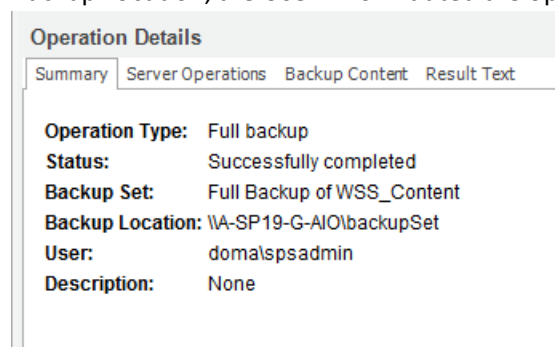 Operation Details
Summary Server Operations Backup Content Result Text
Operation Type: Full backup
Status: Successfully completed
Backup Set: Full Backup of WSS_Content
Backup Location: \\A-SP19-G-AIO\backupSet
User: doma\spsadmin
Description: None